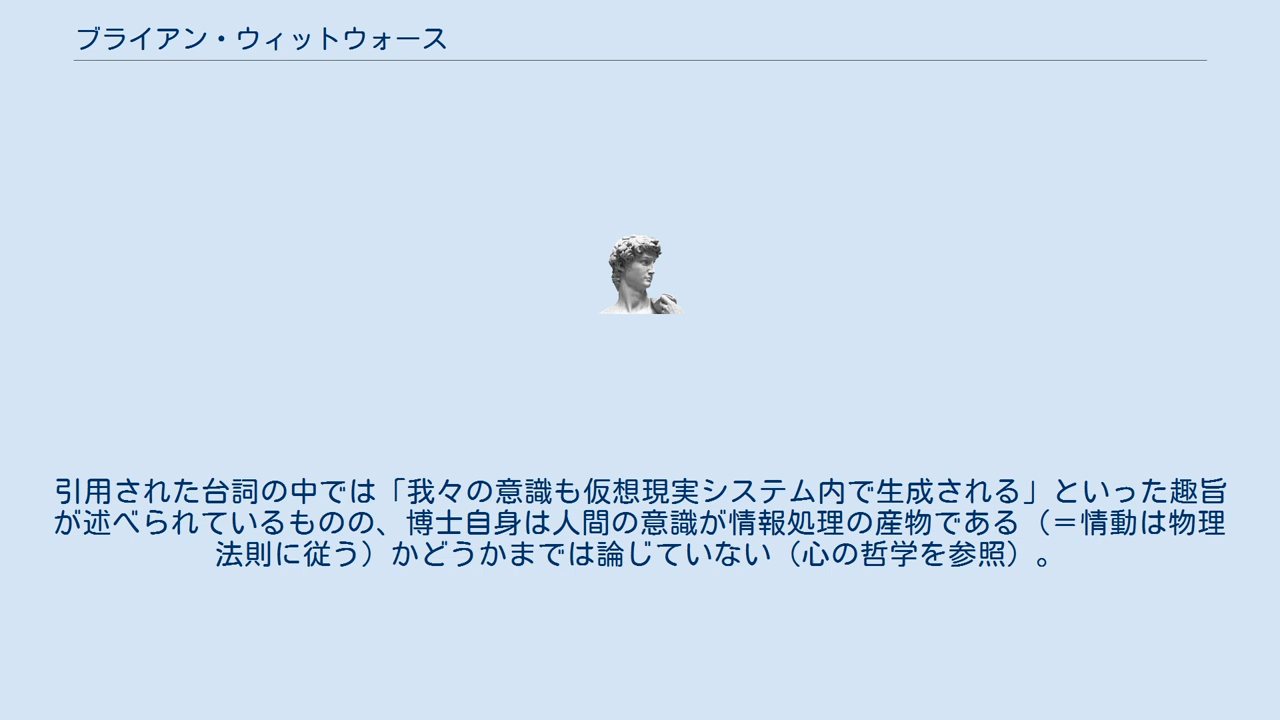 ブライアン・ウィットウォース
引用された台詞の中では「我々の意識も仮想現実システム内で生成される」といった趣旨
が述べられているものの、博士自身は人間の意識が情報処理の産物である（＝情動は物理
法則に従う）かどうかまでは論じていない（心の哲学を参照）。